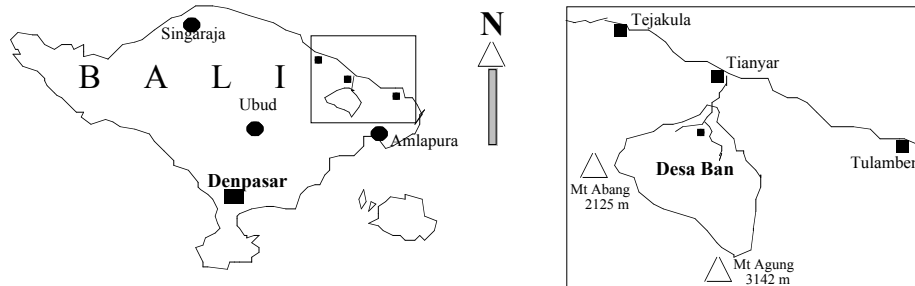 Singaraja
B A L I
Ubud
Amlapura
Denpasar
N
Tejakula
Tianyar
Tulamben
Desa Ban
Mt Abang
2125 m
Mt Agung
3142 m